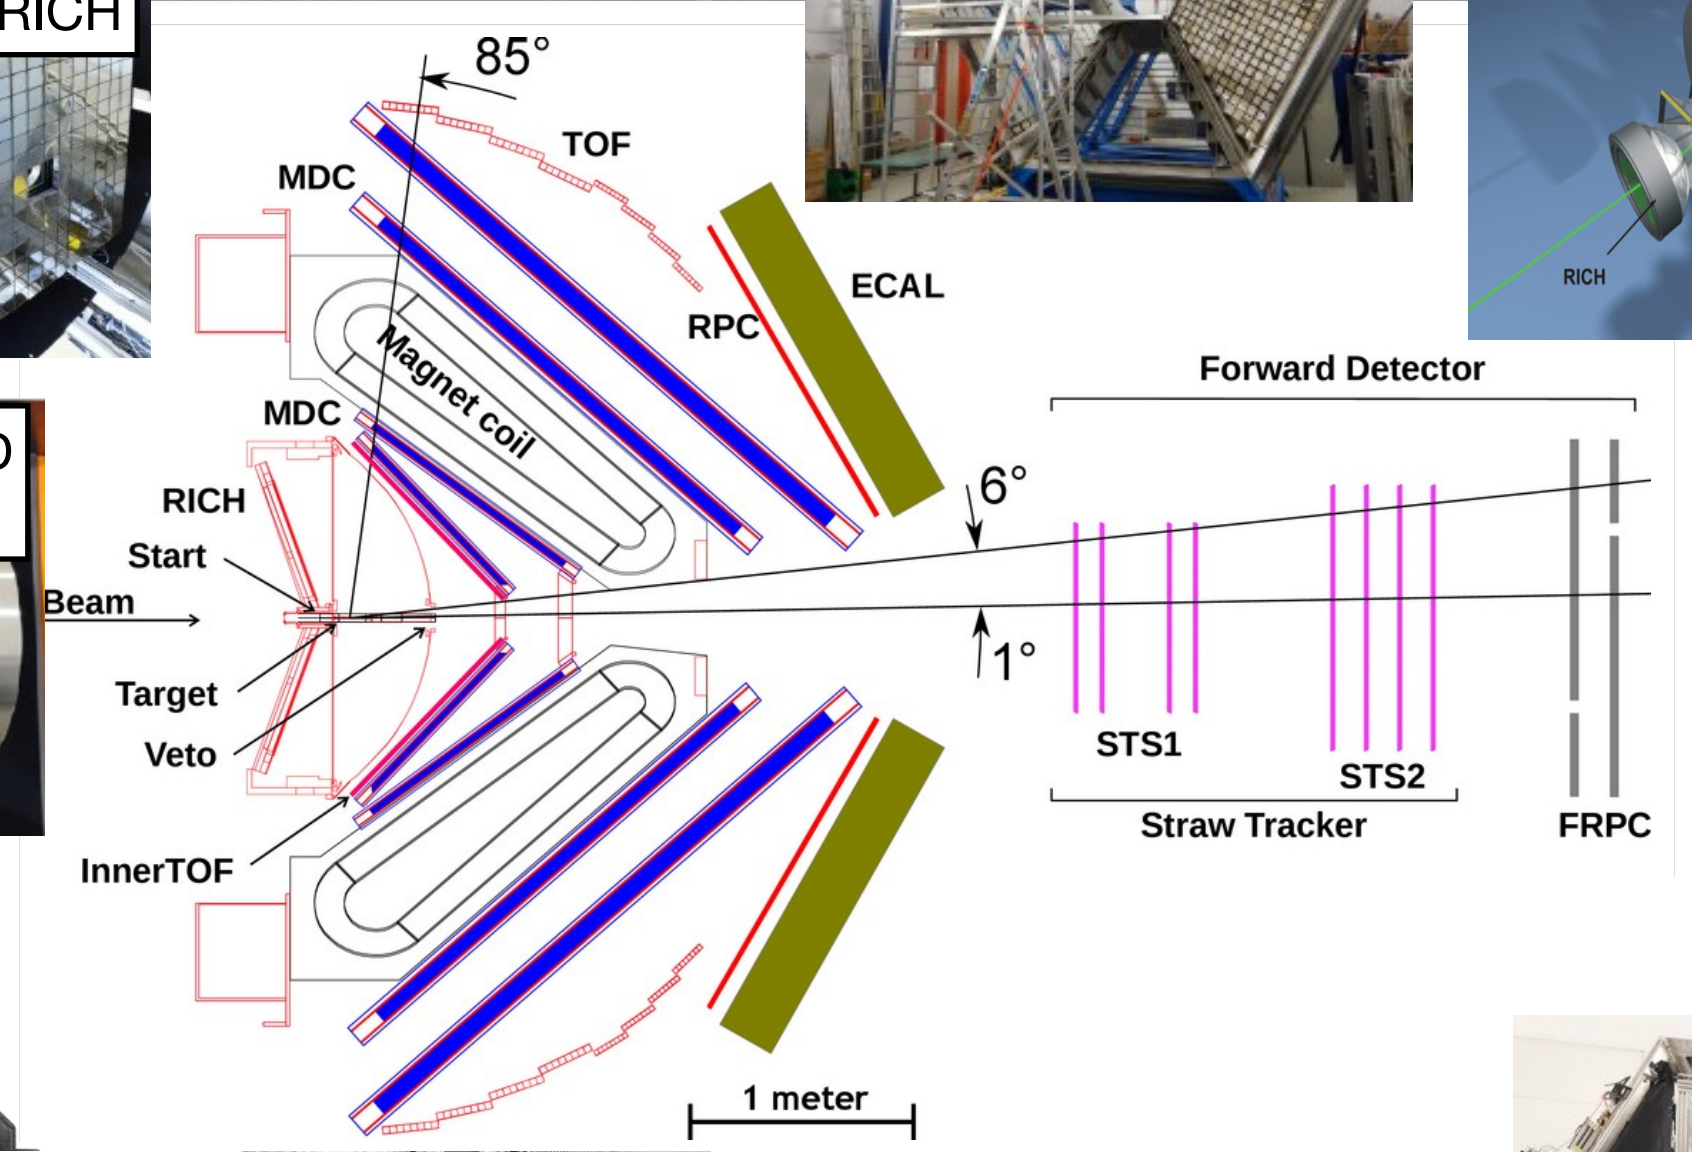 RICH
85°
TOF
MDC
ECAL
RPC
Magnet coil
RICH
Forward Detector
MDC
6°
RICH
Start
Beam
1°
Target
Veto
STS1
STS2
Straw Tracker
FRPC
InnerTOF
1 meter